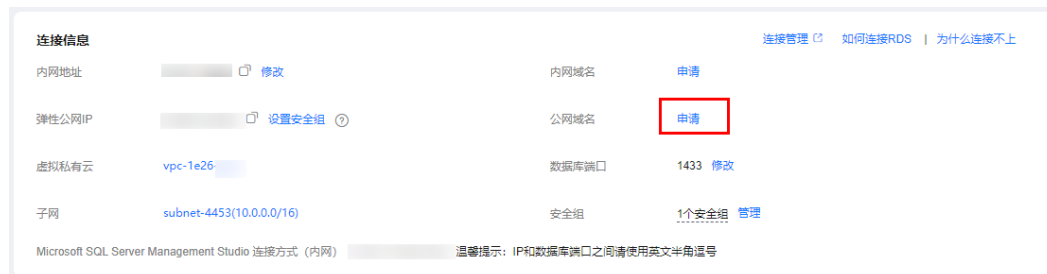 连接信息 连接管理 如何连接RDS | 为什么连接不上
内网地址 修改 内网域名 申请
弹性公网IP 设置安全组 ? 公网域名 申请
虚拟私有云 vpc-1e26- 数据库端口 1433 修改
子网 subnet-4453(10.0.0.0/16) 安全组 1个安全组 管理
Microsoft SQL Server Management Studio 连接方式（内网） 温馨提示：IP和数据库端口之间请使用英文半角逗号